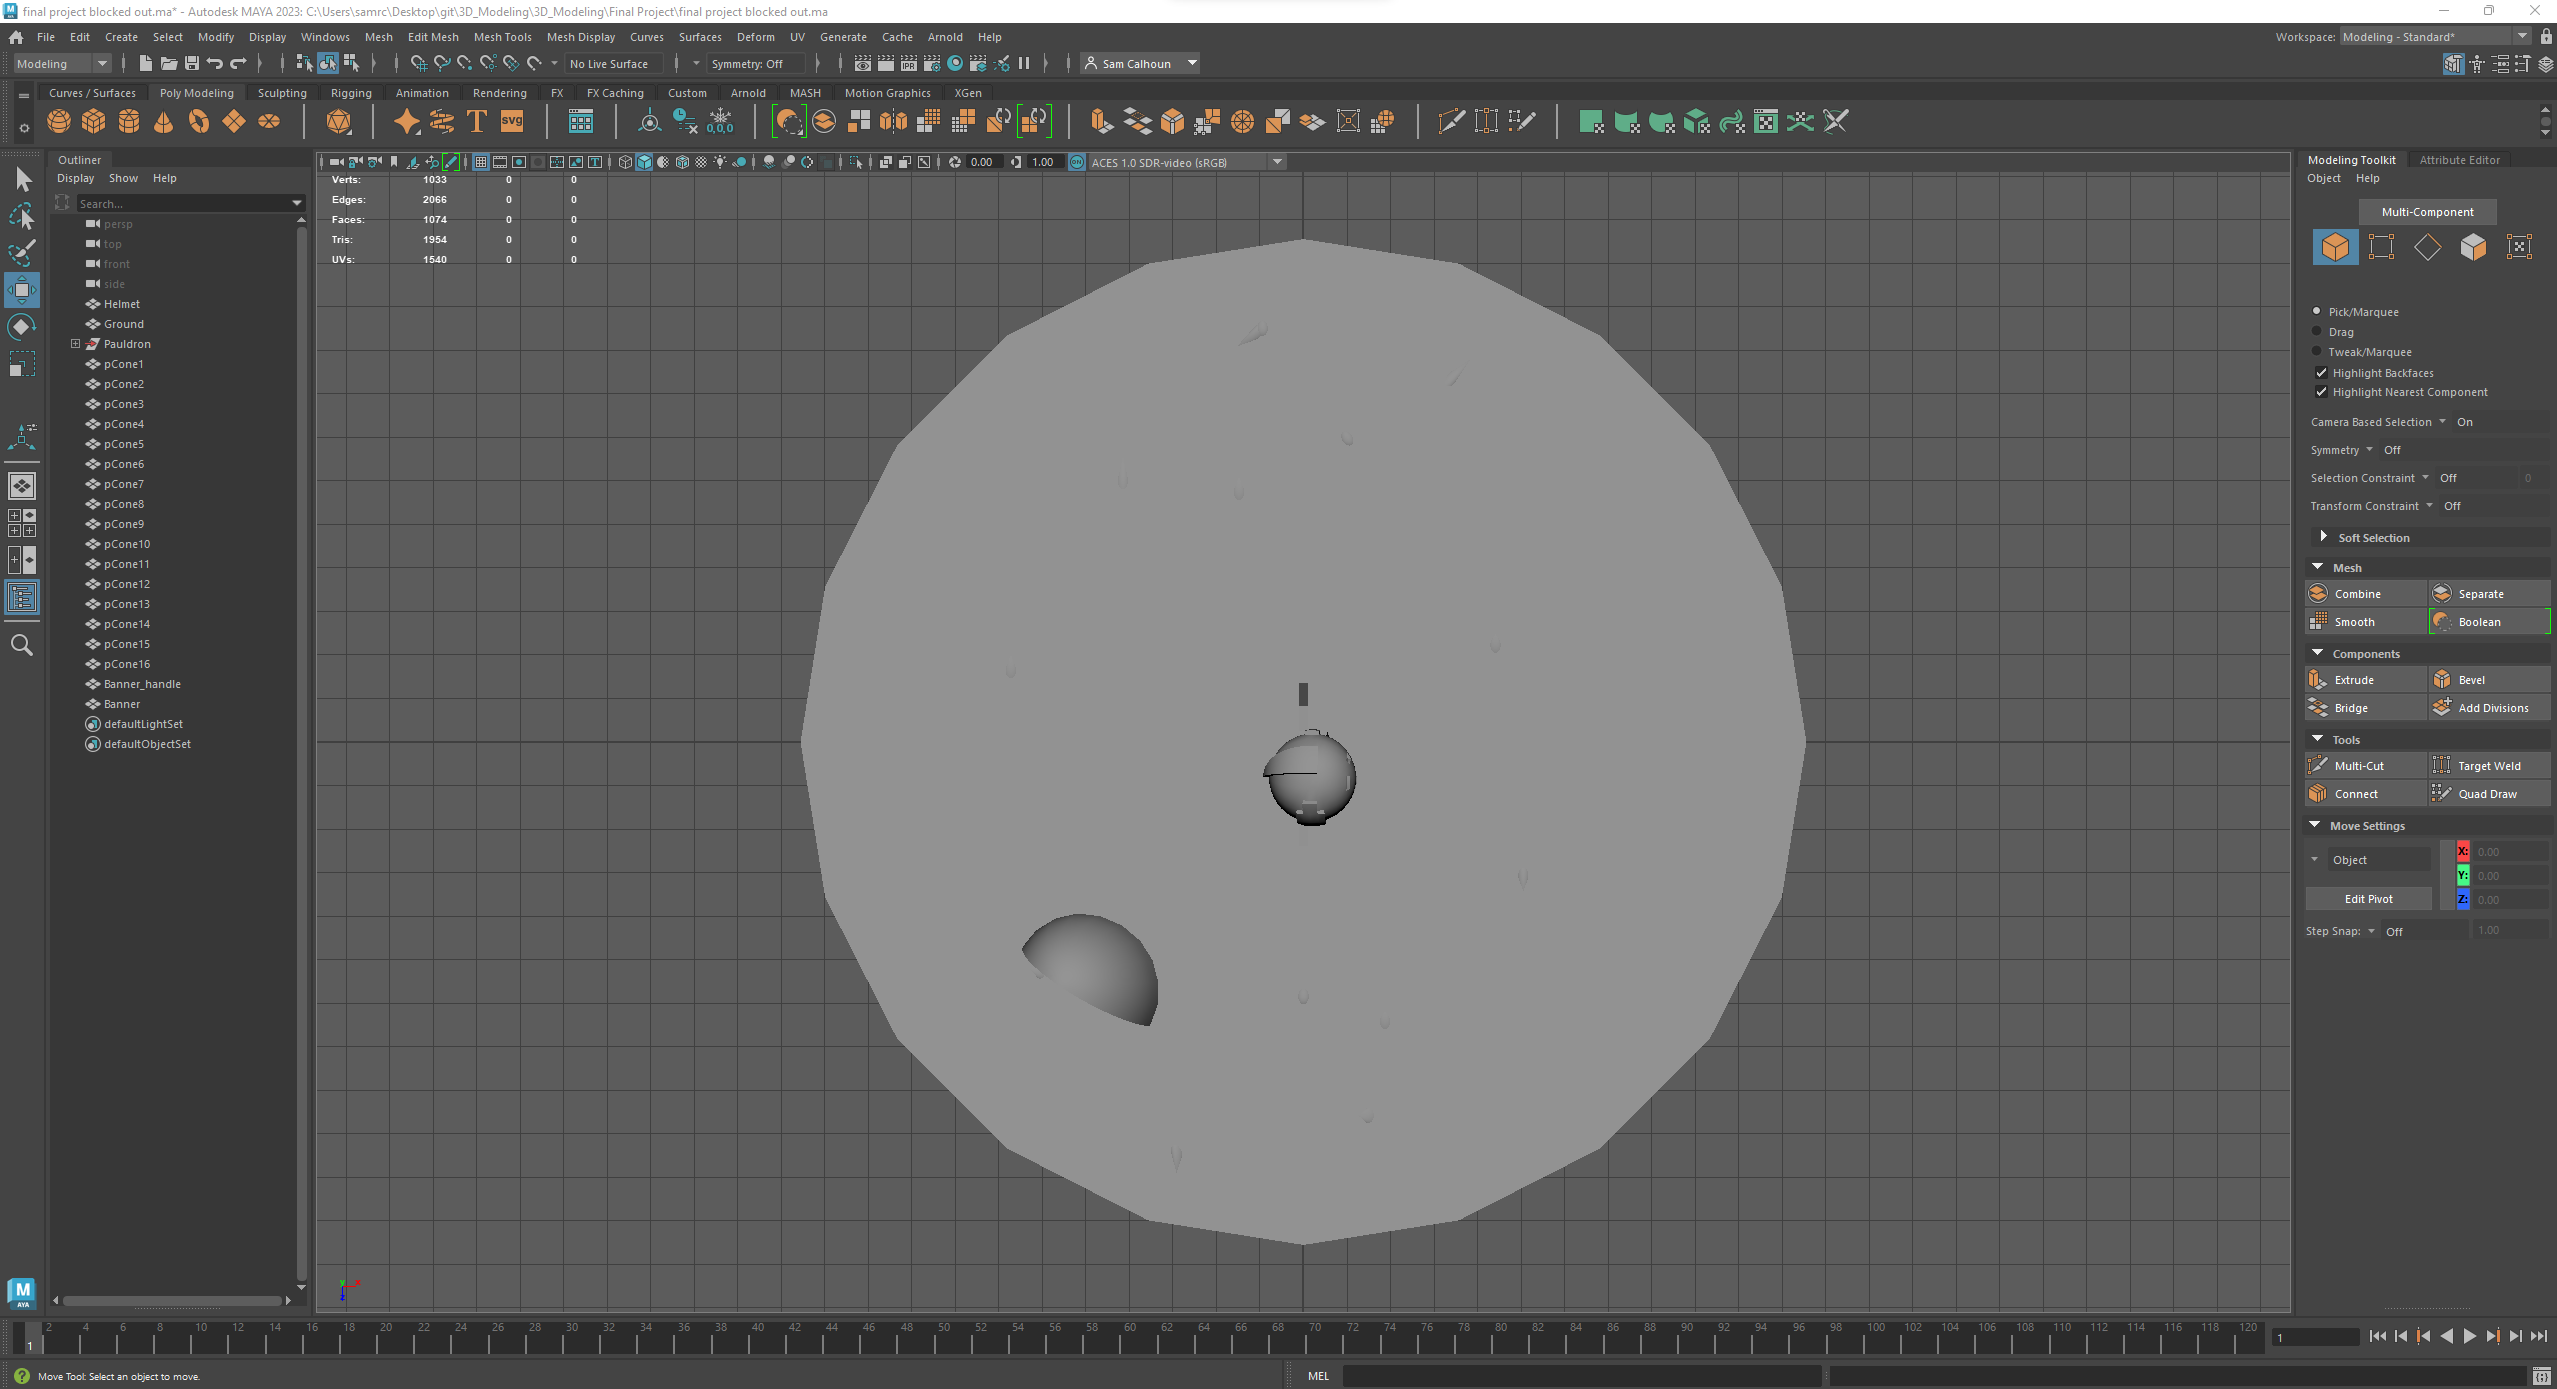 final project blocked out.ma* - Autodesk MAYA 2023: C:\Users\samrc\Desktop\git\3D_Modeling\3D_Modeling\Final Project\final project blocked out.ma
File Edit Create Select Modify Display Windows Mesh Edit Mesh Mesh Tools Mesh Display Curves Surfaces Deform UV Generate Cache Arnold Help
Workspace: Modeling - Standard*
Modeling No Live Surface Symmetry: Off IPR Sam Calhoun
Curves / Surfaces Poly Modeling Sculpting Rigging Animation Rendering FX FX Caching Custom Arnold MASH Motion Graphics XGen
T SVG 0,0,0
Outliner
Display Show Help
Search...
persp
top
front
side
Helmet
Ground
Pauldron
pCone1
pCone2
pCone3
pCone4
pCone5
pCone6
pCone7
pCone8
pCone9
pCone10
pCone11
pCone12
pCone13
pCone14
pCone15
pCone16
Banner_handle
Banner
defaultLightSet
defaultObjectSet
0.00 1.00 ON ACES 1.0 SDR-video (sRGB)
Verts: 1033 0 0
Edges: 2066 0 0
Faces: 1074 0 0
Tris: 1954 0 0
UVs: 1540 0 0
y x
z
Modeling Toolkit Attribute Editor
Object Help
Multi-Component
Pick/Marquee
Drag
Tweak/Marquee
Highlight Backfaces
Highlight Nearest Component
Camera Based Selection On
Symmetry Off
Selection Constraint Off 0
Transform Constraint Off
Soft Selection
Mesh
Combine Separate
Smooth Boolean
Components
Extrude Bevel
Bridge Add Divisions
Tools
Multi-Cut Target Weld
Connect Quad Draw
Move Settings
Object X: 0.00
Y: 0.00
Edit Pivot Z: 0.00
Step Snap: Off 1.00
M
AYA
1 2 4 6 8 10 12 14 16 18 20 22 24 26 28 30 32 34 36 38 40 42 44 46 48 50 52 54 56 58 60 62 64 66 68 70 72 74 76 78 80 82 84 86 88 90 92 94 96 98 100 102 104 106 108 110 112 114 116 118 120 1
Move Tool: Select an object to move.
MEL